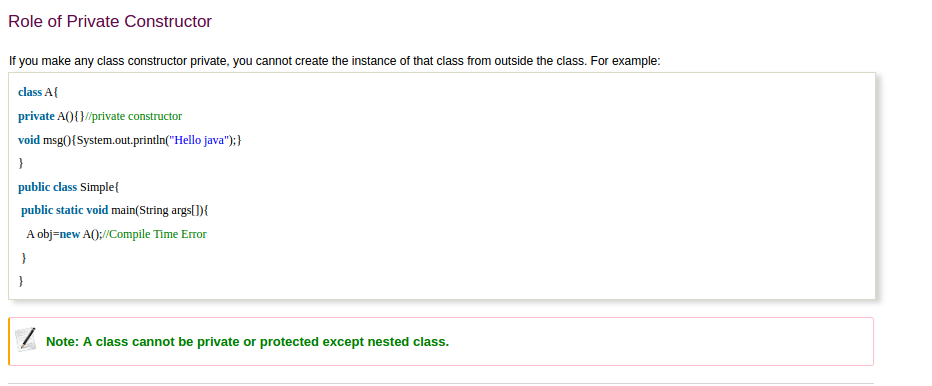 Role of Private Constructor
If you make any class constructor private, you cannot create the instance of that class from outside the class. For example:
class A{
private A(){}//private constructor
void msg(){System.out.println("Hello java");}
}
public class Simple{
public static void main(String args[]){
A obj=new A();//Compile Time Error
}
}
Note: A class cannot be private or protected except nested class.